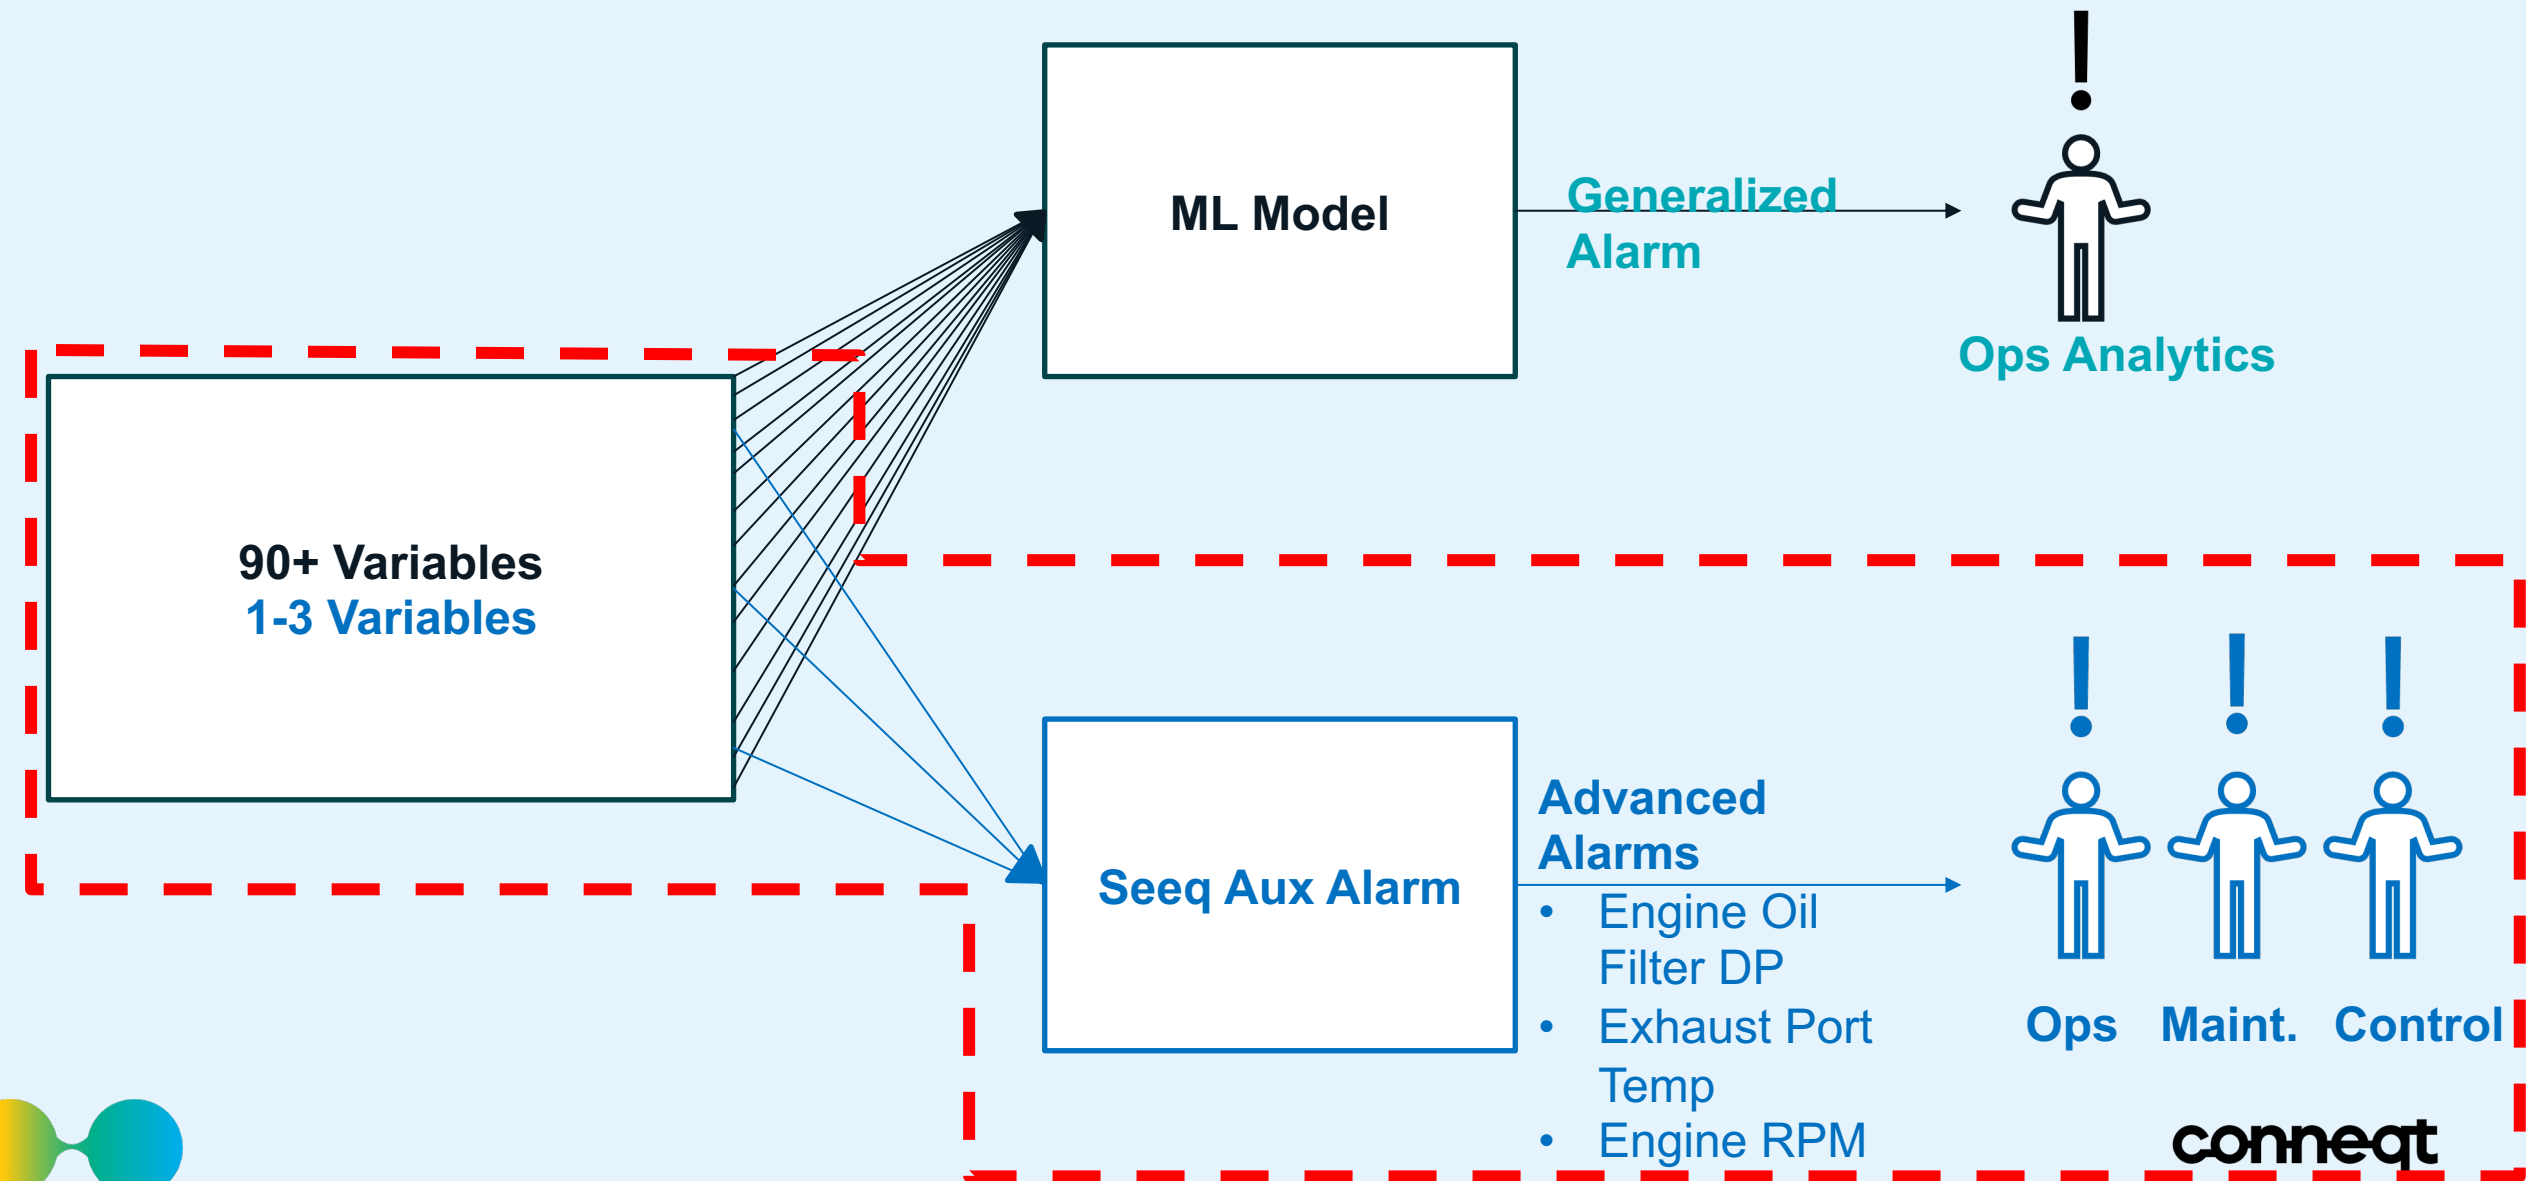 ML Model
Generalized
Alarm
!
Ops Analytics
90+ Variables
1-3 Variables
Seeq Aux Alarm
Advanced
Alarms
• Engine Oil
Filter DP
• Exhaust Port
Temp
• Engine RPM
! ! !
Ops Maint. Control
conneqt